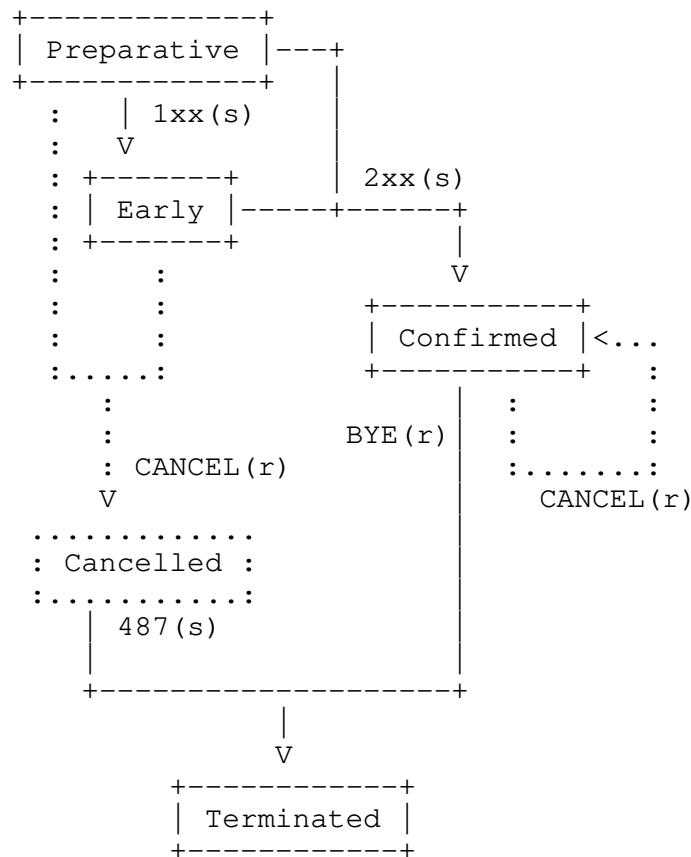 Preparative
1xx(s)
2xx(s)
Early
Confirmed
BYE(r)
CANCEL(r)
CANCEL(r)
Cancelled
487(s)
Terminated